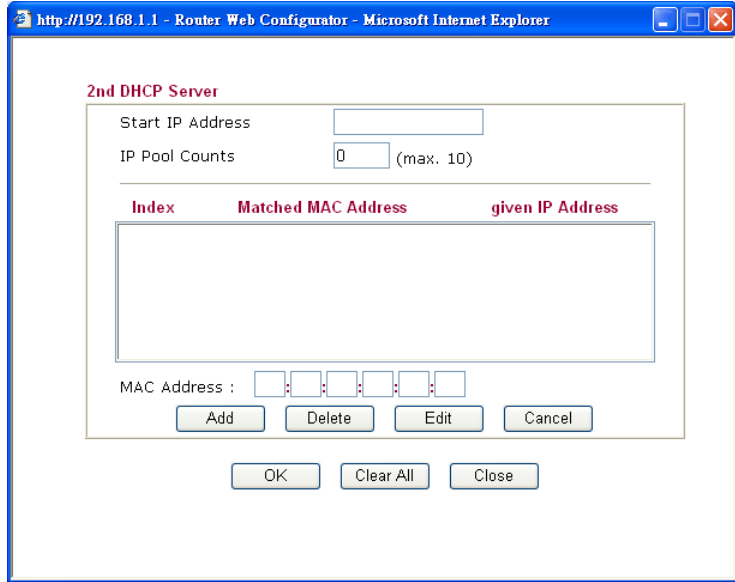 http://192.168.1.1 - Router Web Configurator - Microsoft Internet Explorer
2nd DHCP Server
Start IP Address
IP Pool Counts 0 (max. 10)
Index Matched MAC Address given IP Address
MAC Address : : : : : :
Add Delete Edit Cancel
OK Clear All Close